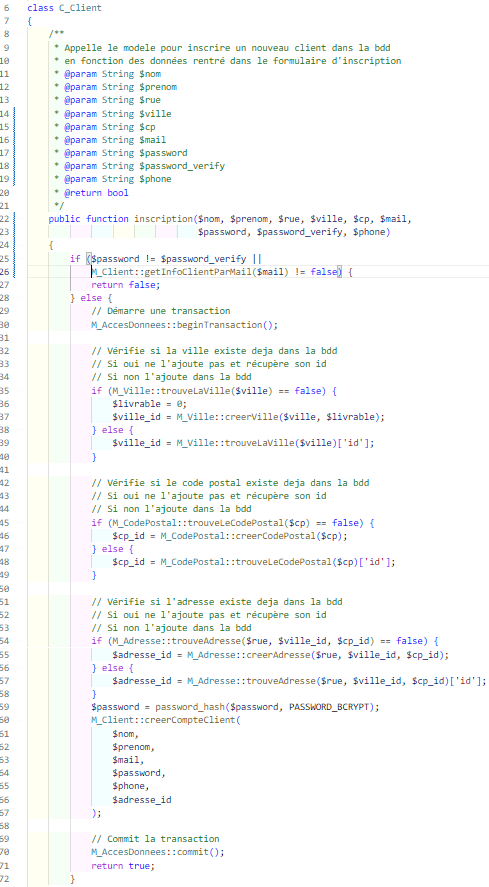 6 class C_Client
7 {
8 /**
9 * Appelle le modele pour inscrire un nouveau client dans la bdd
10 * en fonction des données rentré dans le formulaire d'inscription
11 * @param String $nom
12 * @param String $prenom
13 * @param String $rue
14 * @param String $ville
15 * @param String $cp
16 * @param String $mail
17 * @param String $password
18 * @param String $password_verify
19 * @param String $phone
20 * @return bool
21 */
22 public function inscription($nom, $prenom, $rue, $ville, $cp, $mail,
23 $password, $password_verify, $phone)
24 {
25 if ($password != $password_verify ||
26 M_Client::getInfoClientParMail($mail) != false) {
27 return false;
28 } else {
29 // Démarre une transaction
30 M_AccesDonnees::beginTransaction();
31
32 // Vérifie si la ville existe deja dans la bdd
33 // Si oui ne l'ajoute pas et récupère son id
34 // Si non l'ajoute dans la bdd
35 if (M_Ville::trouveLaVille($ville) == false) {
36 $livrable = 0;
37 $ville_id = M_Ville::creerVille($ville, $livrable);
38 } else {
39 $ville_id = M_Ville::trouveLaVille($ville)['id'];
40 }
41
42 // Vérifie si le code postal existe deja dans la bdd
43 // Si oui ne l'ajoute pas et récupère son id
44 // Si non l'ajoute dans la bdd
45 if (M_CodePostal::trouveLeCodePostal($cp) == false) {
46 $cp_id = M_CodePostal::creerCodePostal($cp);
47 } else {
48 $cp_id = M_CodePostal::trouveLeCodePostal($cp)['id'];
49 }
50
51 // Vérifie si l'adresse existe deja dans la bdd
52 // Si oui ne l'ajoute pas et récupère son id
53 // Si non l'ajoute dans la bdd
54 if (M_Adresse::trouveAdresse($rue, $ville_id, $cp_id) == false) {
55 $adresse_id = M_Adresse::creerAdresse($rue, $ville_id, $cp_id);
56 } else {
57 $adresse_id = M_Adresse::trouveAdresse($rue, $ville_id, $cp_id)['id'];
58 }
59 $password = password_hash($password, PASSWORD_BCRYPT);
60 M_Client::creerCompteClient(
61 $nom,
62 $prenom,
63 $mail,
64 $password,
65 $phone,
66 $adresse_id
67 );
68
69 // Commit la transaction
70 M_AccesDonnees::commit();
71 return true;
72 }